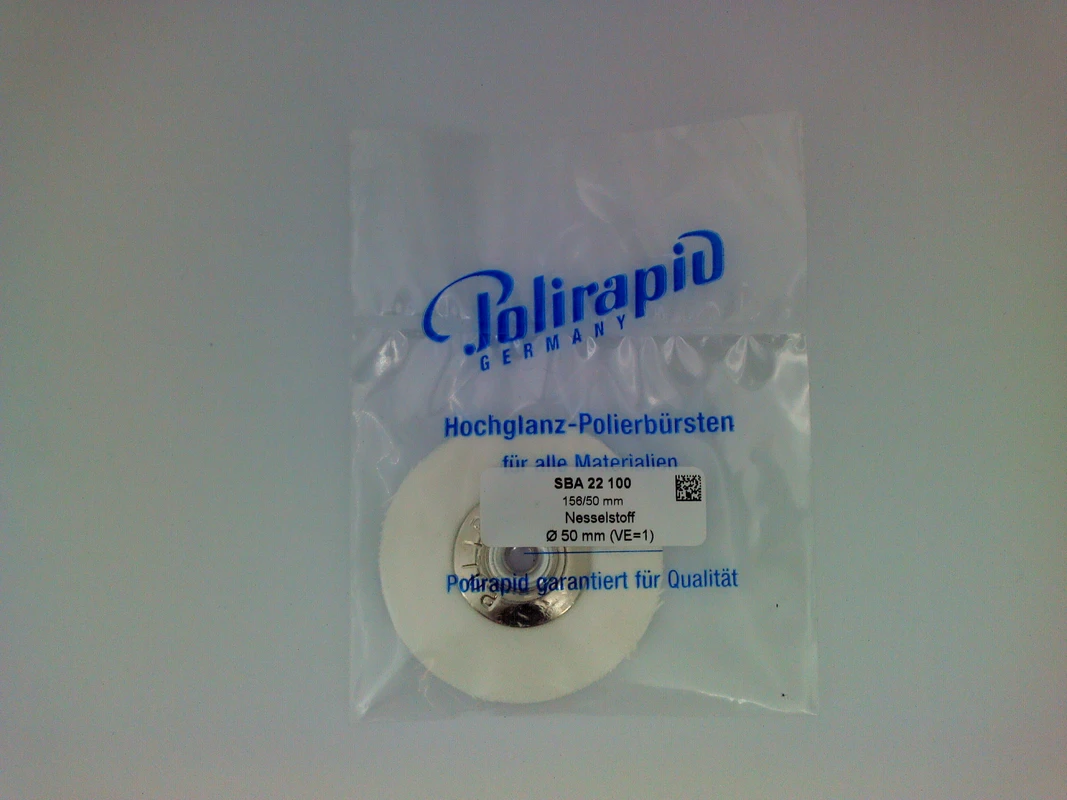 Polirapid
GERMANY
Hochglanz-Polierbürsten
für alle Materialien
SBA 22 100
156/50 mm
Nesselstoff
Ø 50 mm (VE=1)
Polirapid garantiert für Qualität